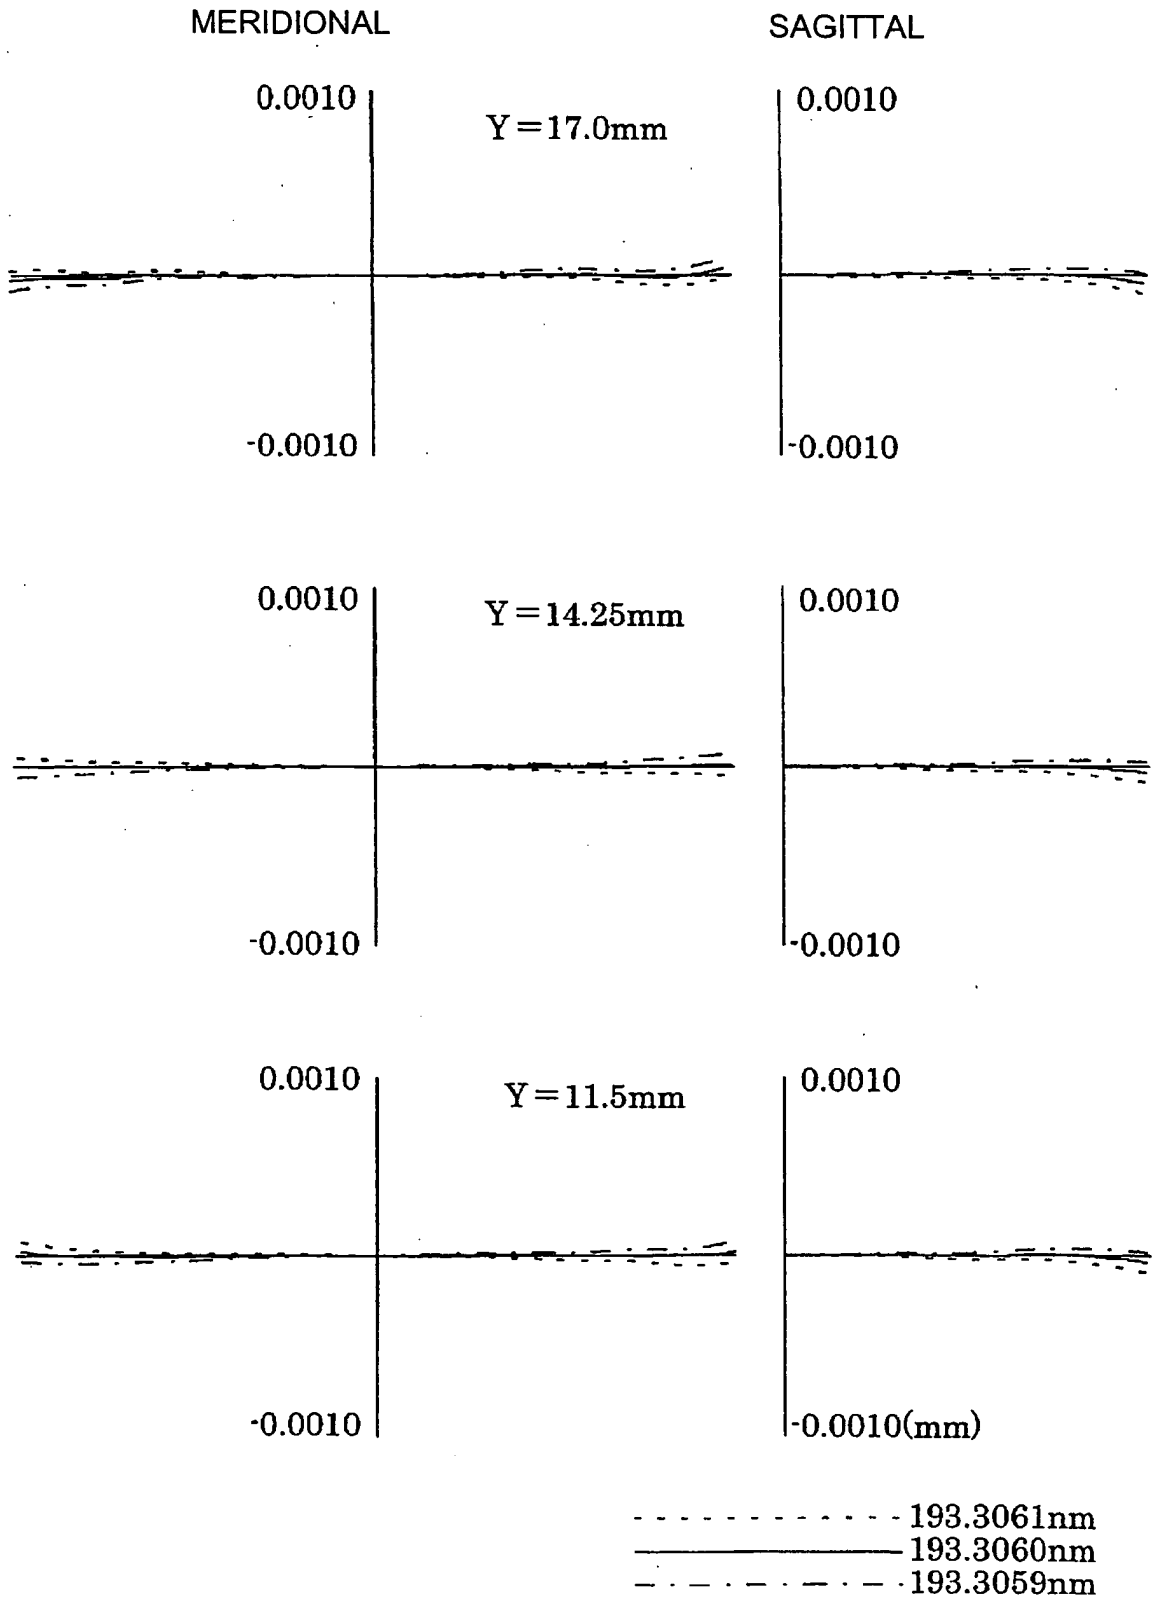 MERIDIONAL SAGITTAL
0.0010 Y=17.0mm 0.0010
-0.0010 -0.0010
0.0010 Y=14.25mm 0.0010
-0.0010 -0.0010
0.0010 Y=11.5mm 0.0010
-0.0010 -0.0010(mm)
193.3061nm
193.3060nm
193.3059nm